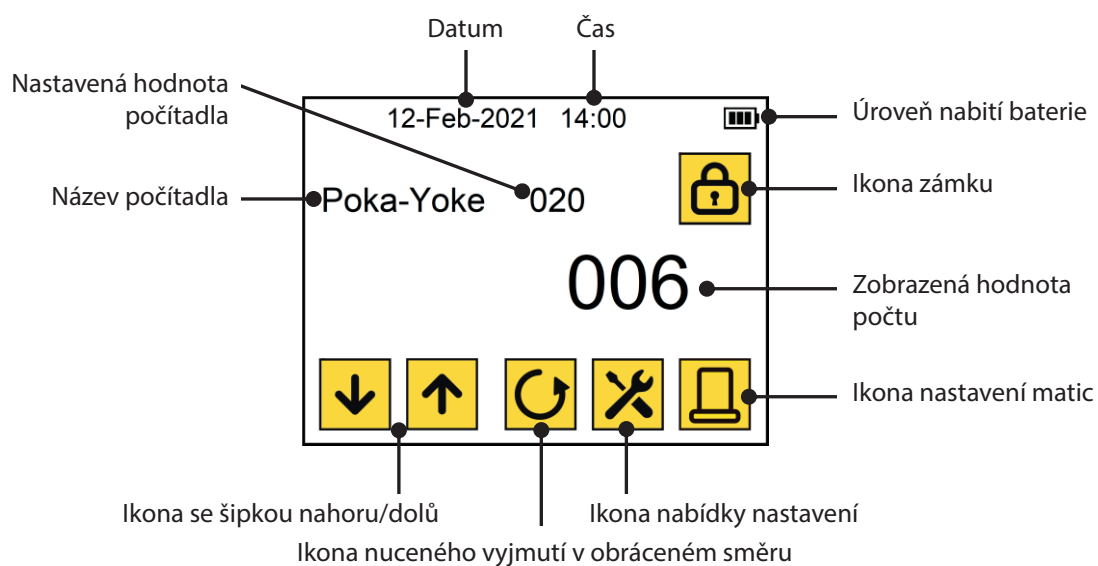 Datum
Čas
Nastavená hodnota
počítadla
12-Feb-2021 14:00
Úroveň nabití baterie
Název počítadla
Poka-Yoke 020
Ikona zámku
006
Zobrazená hodnota
počtu
Ikona nastavení matic
Ikona se šipkou nahoru/dolů
Ikona nabídky nastavení
Ikona nuceného vyjmutí v obráceném směru